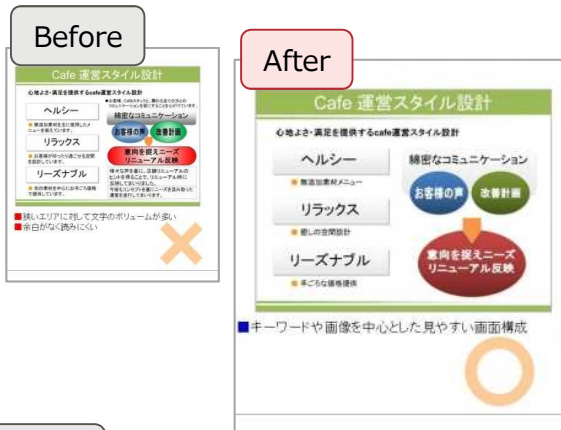 Before
Cafe 運営スタイル設計
心地よさ・満足を提供するcafe運営スタイル設計
ヘルシー
リラックス
リーズナブル
綿密なコミュニケーション
お客様の声
改善計画
意向を捉えニーズ
リニューアル反映
■狭いエリアに対して文字のボリュームが多い
■余白がなく読みにくい
After
Cafe 運営スタイル設計
心地よさ・満足を提供するcafe運営スタイル設計
ヘルシー
■ 無添加素材メニュー
リラックス
■ 癒しの空間設計
リーズナブル
■ 手ごろな価格提供
綿密なコミュニケーション
お客様の声
改善計画
意向を捉えニーズ
リニューアル反映
■キーワードや画像を中心とした見やすい画面構成